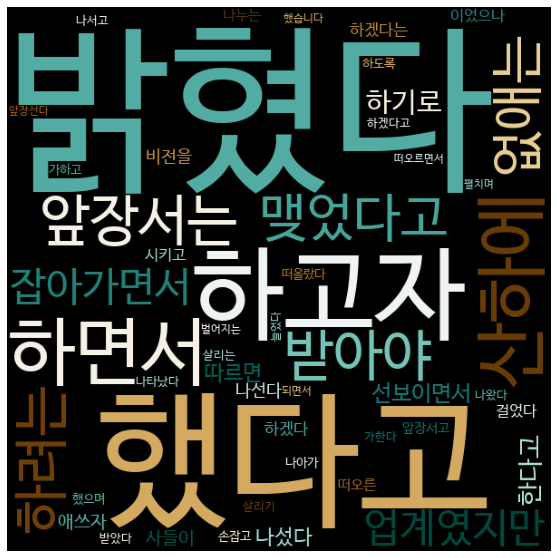 나서고
나누는
했습니다
이었으나
하겠다는
밝혔다
없애는
하도록
앞장선다
하기로
하겠다고
비전을
떠오르면서
가하고
펼치며
앞장서는
맺었다고
산하에
시키고
하고자
잡아가면서
떠올랐다
벌어지는
늘었다
하면서
살리는
받아야
따르면
나타났다
나선다
되면서
선보이면서
나왔다
하려는
했다고
걸었다
하겠다
앞장서고
가한다
한다고
나아가
떠오른
했으며
애쓰자
살리기
업계였지만
받았다
사들이
손잡고
나섰다